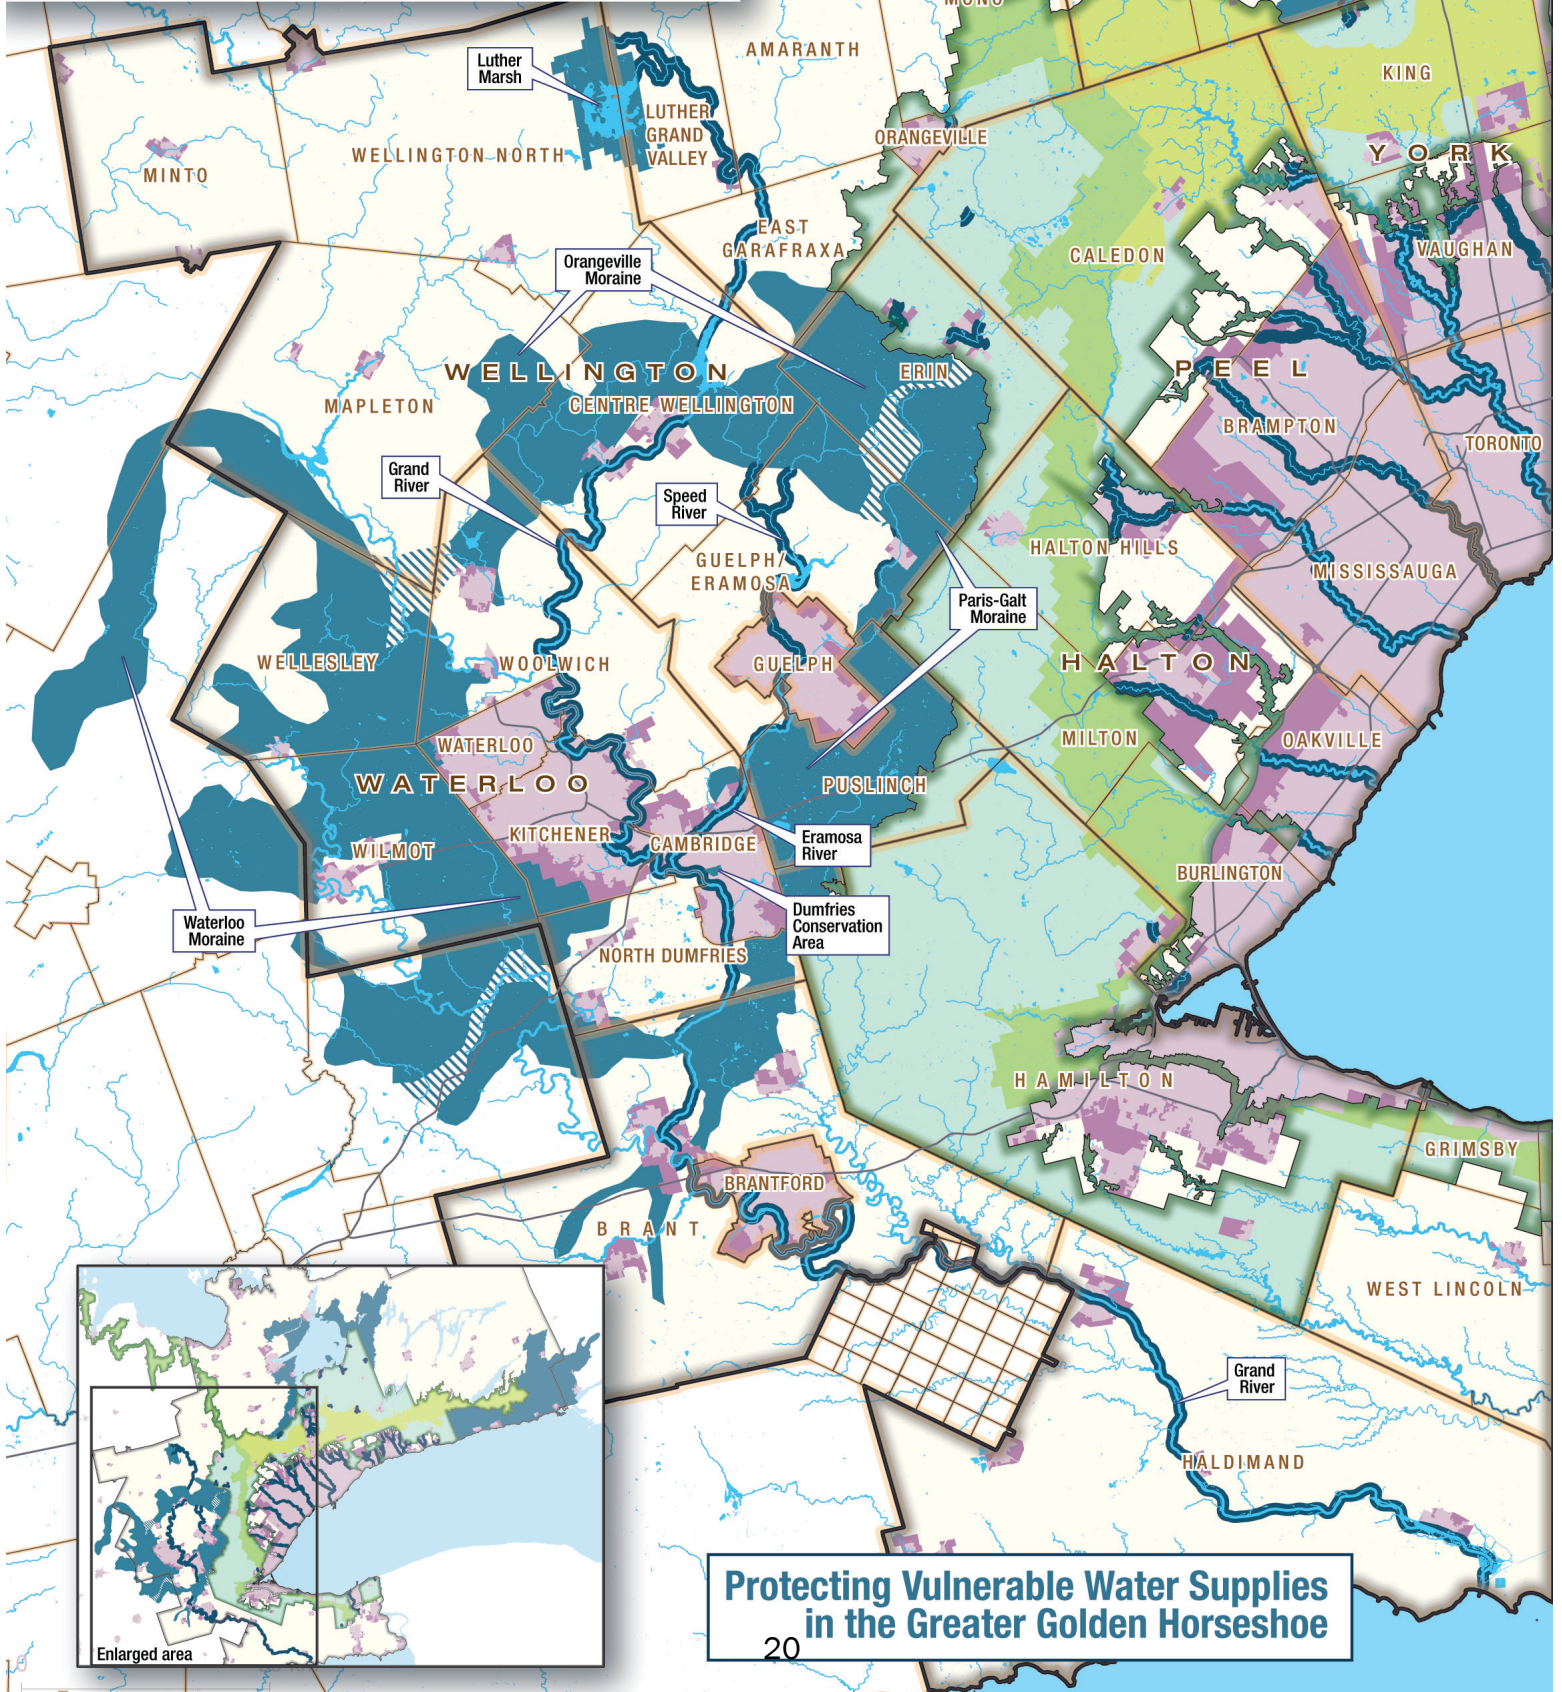 MONO
AMARANTH
KING
Luther
Marsh
LUTHER
GRAND
VALLEY
ORANGEVILLE
WELLINGTON NORTH
YORK
MINTO
EAST
GARAFRAXA
CALEDON
VAUGHAN
Orangeville
Moraine
WELLINGTON
ERIN
PEEL
MAPLETON
CENTRE WELLINGTON
BRAMPTON
TORONTO
Grand
River
Speed
River
HALTON HILLS
GUELPH/
ERAMOSA
MISSISSAUGA
Paris-Galt
Moraine
WELLESLEY
WOOLWICH
GUELPH
HALTON
WATERLOO
MILTON
OAKVILLE
WATERLOO
PUSLINCH
KITCHENER
CAMBRIDGE
Eramosa
River
WILMOT
BURLINGTON
Waterloo
Moraine
Dumfries
Conservation
Area
NORTH DUMFRIES
HAMILTON
GRIMSBY
BRANTFORD
BRANT
WEST LINCOLN
Grand
River
HALDIMAND
Enlarged area
Protecting Vulnerable Water Supplies
in the Greater Golden Horseshoe
20